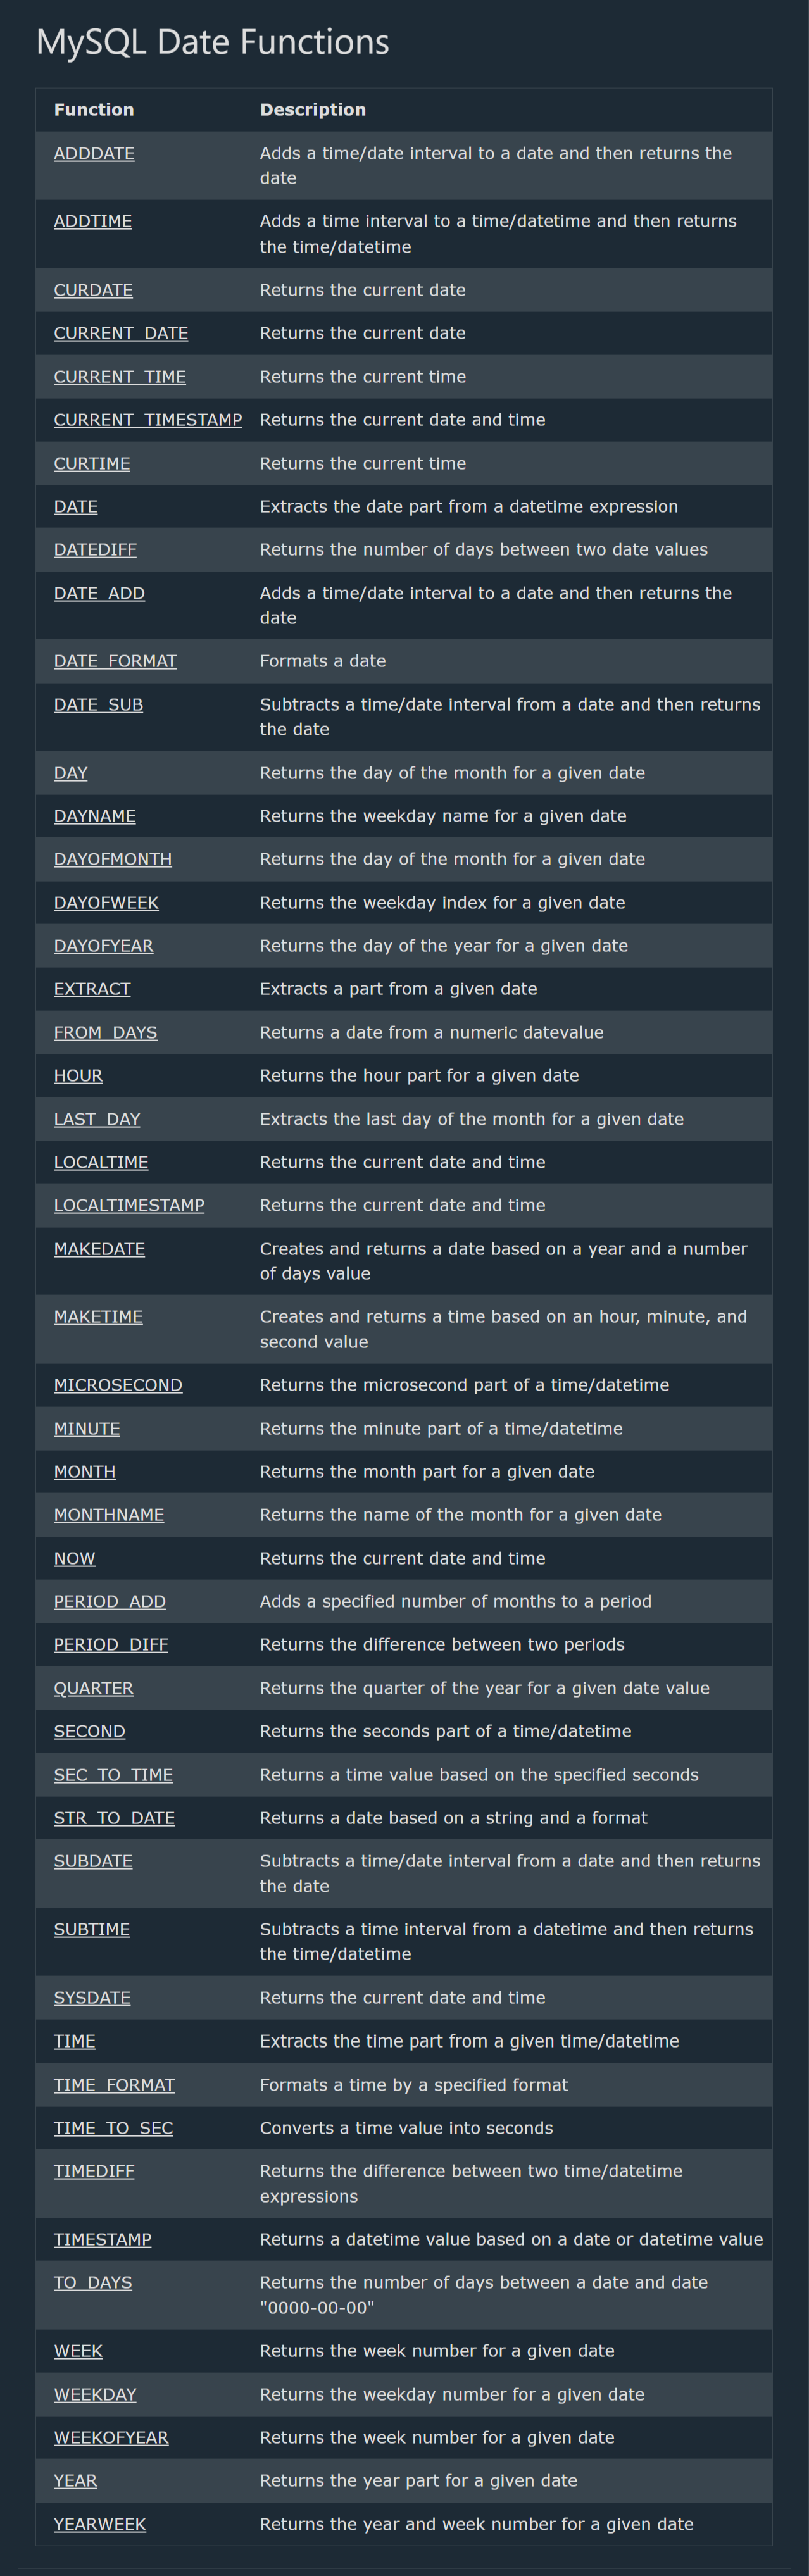 MySQL Date Functions
Function Description
ADDDATE Adds a time/date interval to a date and then returns the
date
ADDTIME Adds a time interval to a time/datetime and then returns
the time/datetime
CURDATE Returns the current date
CURRENT_DATE Returns the current date
CURRENT_TIME Returns the current time
CURRENT_TIMESTAMP Returns the current date and time
CURTIME Returns the current time
DATE Extracts the date part from a datetime expression
DATEDIFF Returns the number of days between two date values
DATE_ADD Adds a time/date interval to a date and then returns the
date
DATE_FORMAT Formats a date
DATE_SUB Subtracts a time/date interval from a date and then returns
the date
DAY Returns the day of the month for a given date
DAYNAME Returns the weekday name for a given date
DAYOFMONTH Returns the day of the month for a given date
DAYOFWEEK Returns the weekday index for a given date
DAYOFYEAR Returns the day of the year for a given date
EXTRACT Extracts a part from a given date
FROM_DAYS Returns a date from a numeric datevalue
HOUR Returns the hour part for a given date
LAST_DAY Extracts the last day of the month for a given date
LOCALTIME Returns the current date and time
LOCALTIMESTAMP Returns the current date and time
MAKEDATE Creates and returns a date based on a year and a number
of days value
MAKETIME Creates and returns a time based on an hour, minute, and
second value
MICROSECOND Returns the microsecond part of a time/datetime
MINUTE Returns the minute part of a time/datetime
MONTH Returns the month part for a given date
MONTHNAME Returns the name of the month for a given date
NOW Returns the current date and time
PERIOD_ADD Adds a specified number of months to a period
PERIOD_DIFF Returns the difference between two periods
QUARTER Returns the quarter of the year for a given date value
SECOND Returns the seconds part of a time/datetime
SEC_TO_TIME Returns a time value based on the specified seconds
STR_TO_DATE Returns a date based on a string and a format
SUBDATE Subtracts a time/date interval from a date and then returns
the date
SUBTIME Subtracts a time interval from a datetime and then returns
the time/datetime
SYSDATE Returns the current date and time
TIME Extracts the time part from a given time/datetime
TIME_FORMAT Formats a time by a specified format
TIME_TO_SEC Converts a time value into seconds
TIMEDIFF Returns the difference between two time/datetime
expressions
TIMESTAMP Returns a datetime value based on a date or datetime value
TO_DAYS Returns the number of days between a date and date
"0000-00-00"
WEEK Returns the week number for a given date
WEEKDAY Returns the weekday number for a given date
WEEKOFYEAR Returns the week number for a given date
YEAR Returns the year part for a given date
YEARWEEK Returns the year and week number for a given date